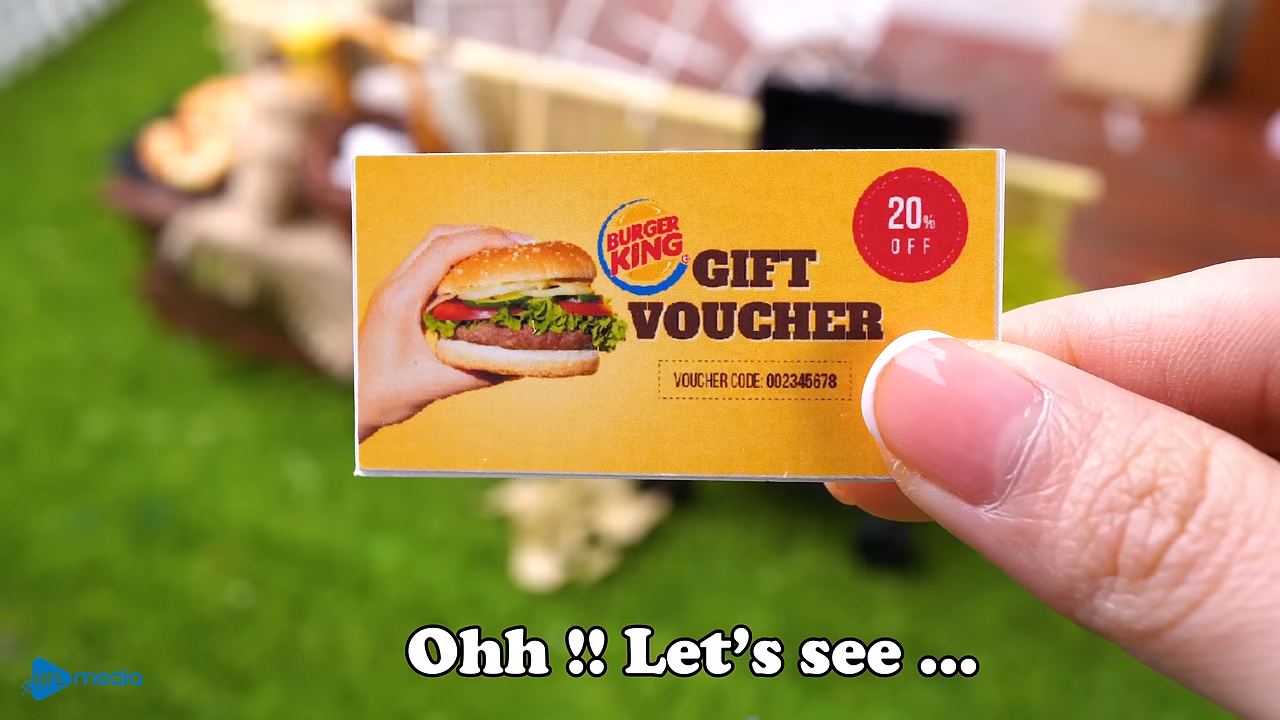 20%
OFF
BURGER
KING
GIFT
VOUCHER
VOUCHER CODE: 002345678
Ohh !! Let's see ...
media